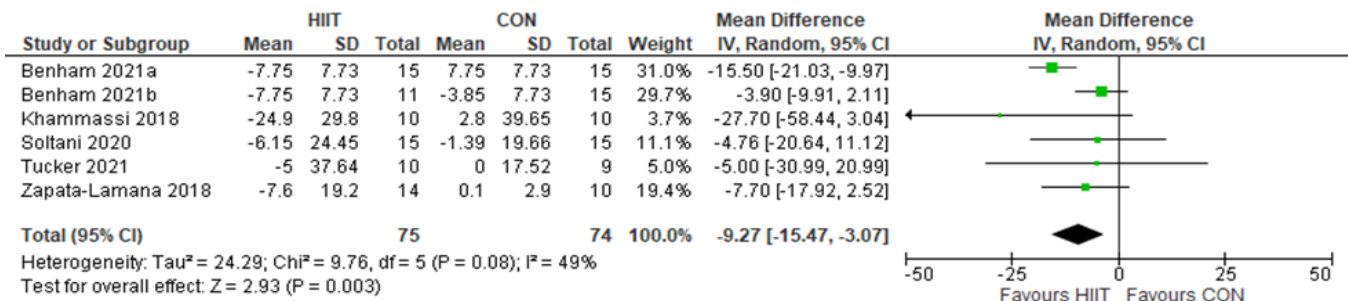 HIIT CON Mean Difference Mean Difference
Study or Subgroup Mean SD Total Mean SD Total Weight IV, Random, 95% CI IV, Random, 95% CI
Benham 2021a -7.75 7.73 15 7.75 7.73 15 31.0% -15.50 [-21.03, -9.97]
Benham 2021b -7.75 7.73 11 -3.85 7.73 15 29.7% -3.90 [-9.91, 2.11]
Khammassi 2018 -24.9 29.8 10 2.8 39.65 10 3.7% -27.70 [-58.44, 3.04]
Soltani 2020 -6.15 24.45 15 -1.39 19.66 15 11.1% -4.76 [-20.64, 11.12]
Tucker 2021 -5 37.64 10 0 17.52 9 5.0% -5.00 [-30.99, 20.99]
Zapata-Lamana 2018 -7.6 19.2 14 0.1 2.9 10 19.4% -7.70 [-17.92, 2.52]
Total (95% CI) 75 74 100.0% -9.27 [-15.47, -3.07]
Heterogeneity: Tau² = 24.29; Chi² = 9.76, df = 5 (P = 0.08); I² = 49%
Test for overall effect: Z = 2.93 (P = 0.003)
-50 -25 0 25 50
Favours HIIT Favours CON